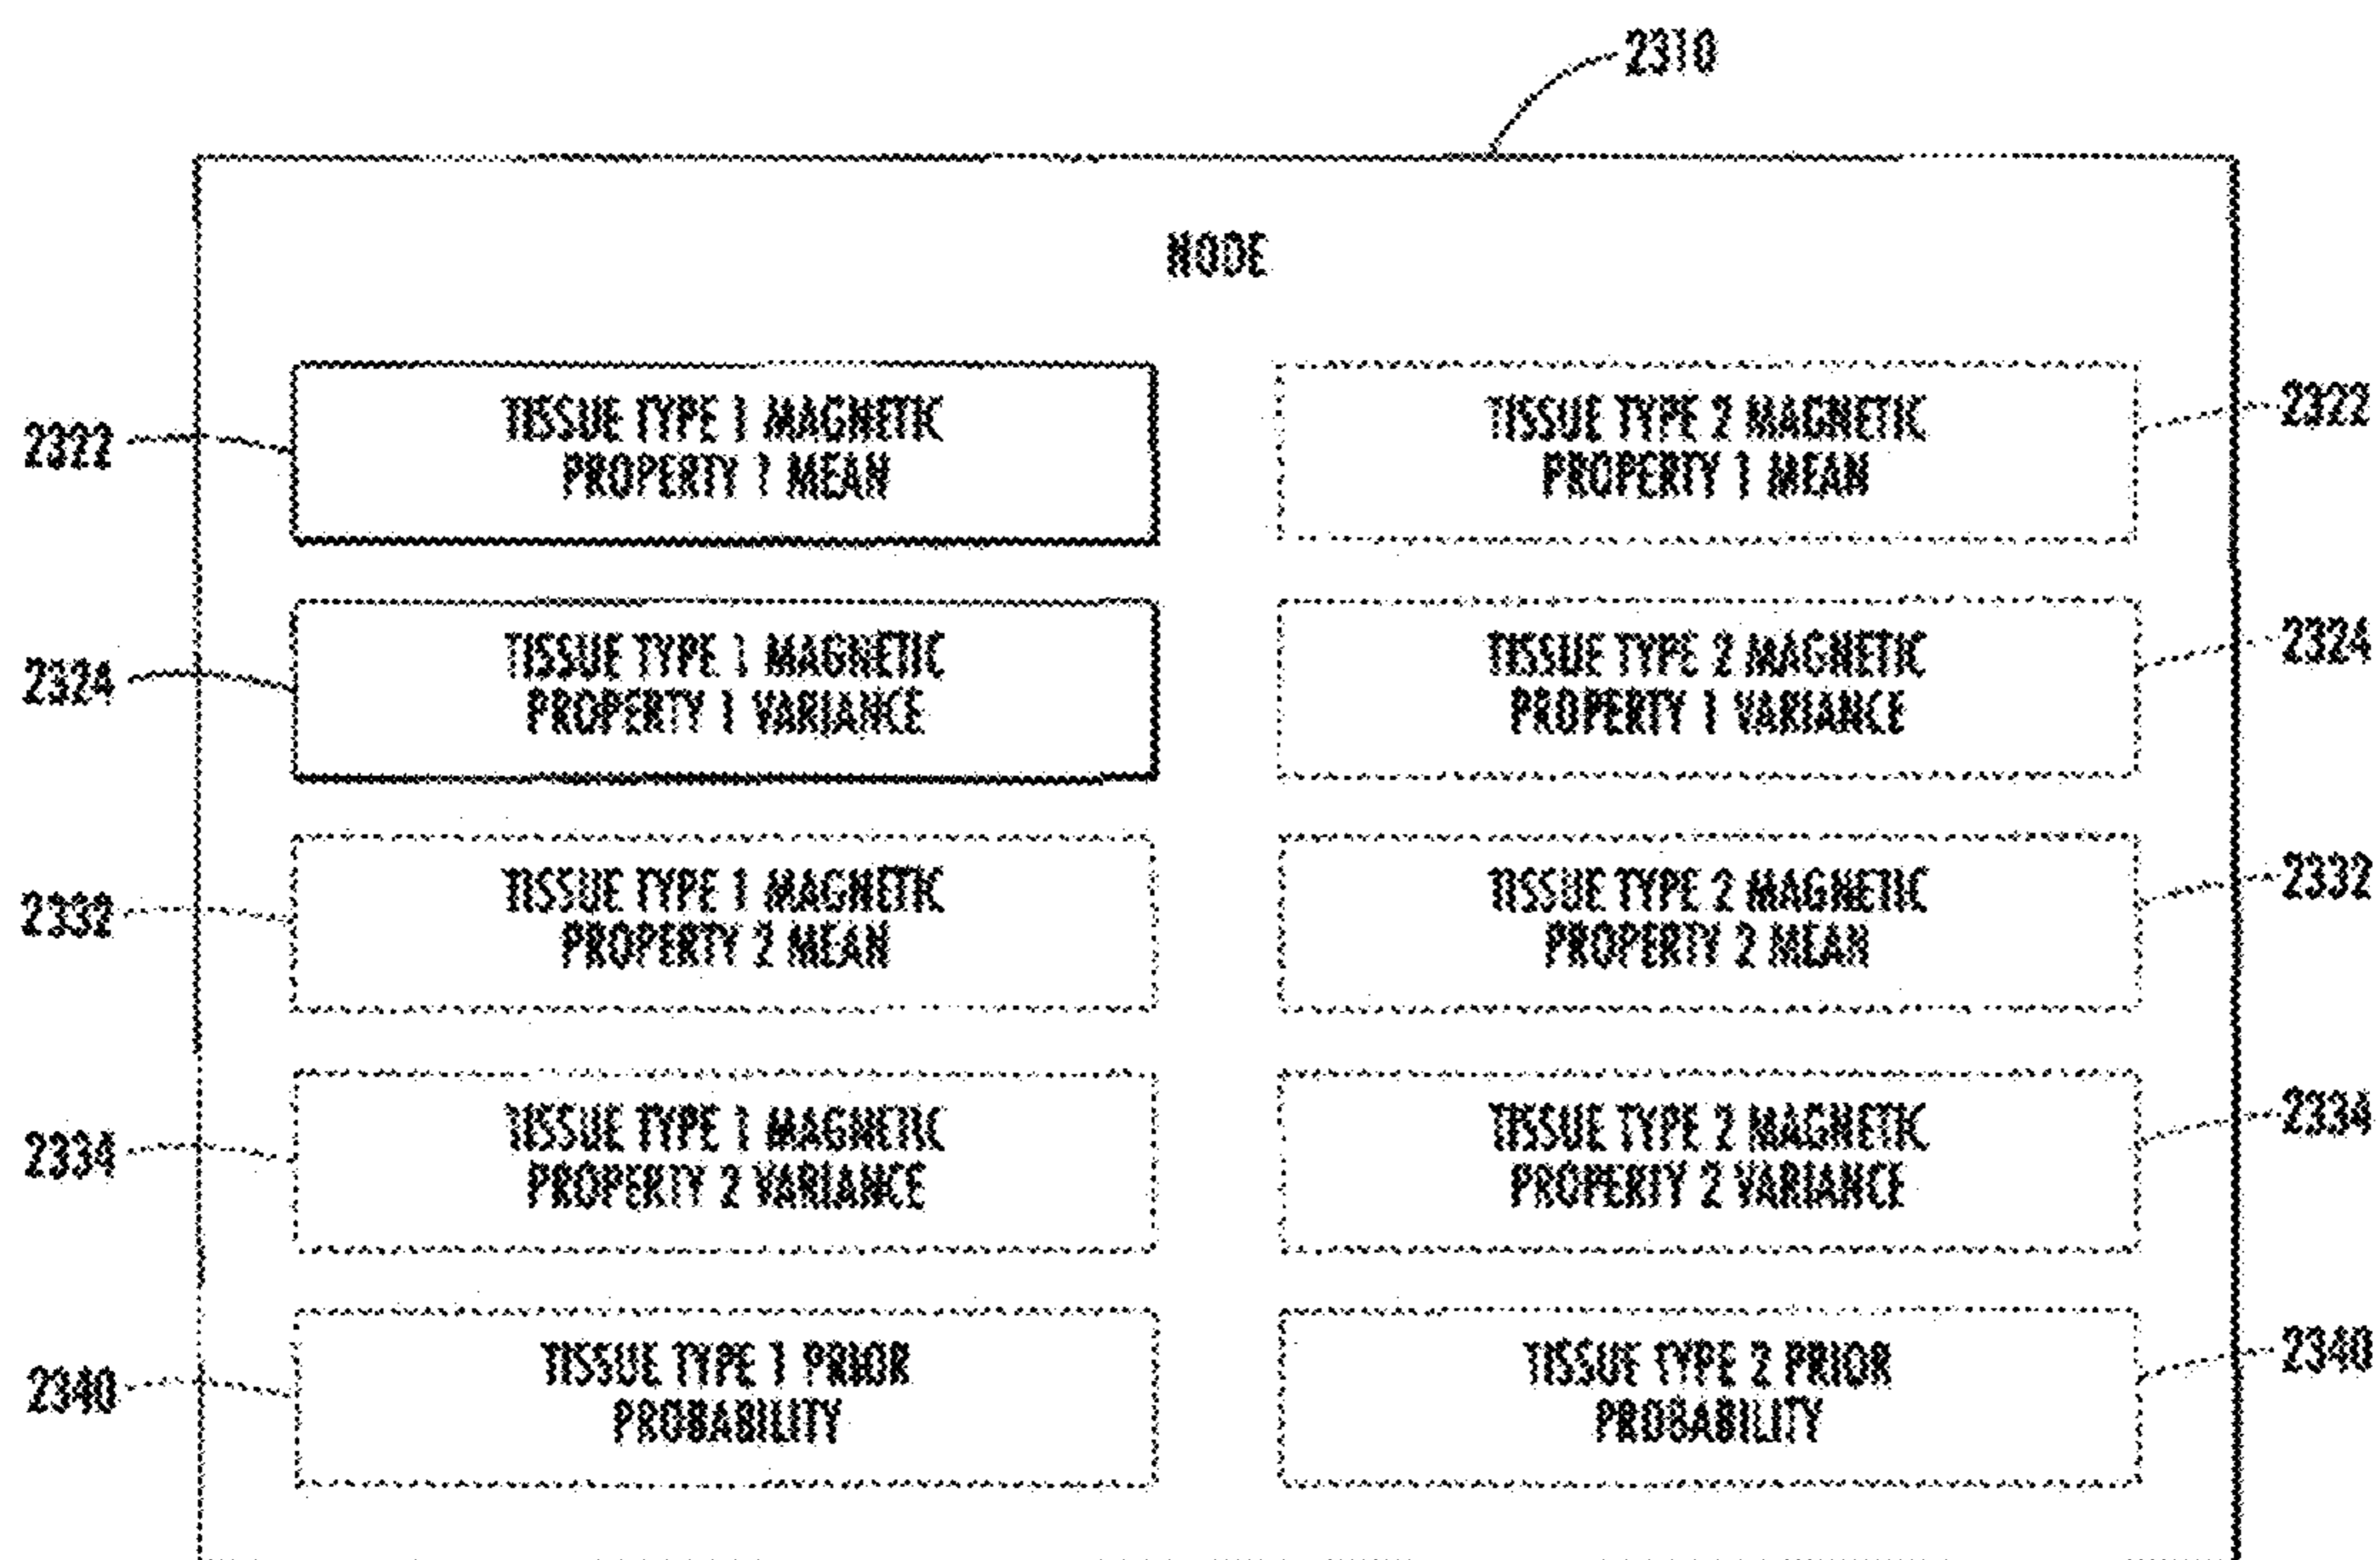 2310
NODE
2322
TISSUE TYPE 1 MAGNETIC
PROPERTY 1 MEAN
TISSUE TYPE 2 MAGNETIC
PROPERTY 1 MEAN
2322
2324
TISSUE TYPE 1 MAGNETIC
PROPERTY 1 VARIANCE
TISSUE TYPE 2 MAGNETIC
PROPERTY 1 VARIANCE
2324
2332
TISSUE TYPE 1 MAGNETIC
PROPERTY 2 MEAN
TISSUE TYPE 2 MAGNETIC
PROPERTY 2 MEAN
2332
2334
TISSUE TYPE 1 MAGNETIC
PROPERTY 2 VARIANCE
TISSUE TYPE 2 MAGNETIC
PROPERTY 2 VARIANCE
2334
2340
TISSUE TYPE 1 PRIOR
PROBABILITY
TISSUE TYPE 2 PRIOR
PROBABILITY
2340